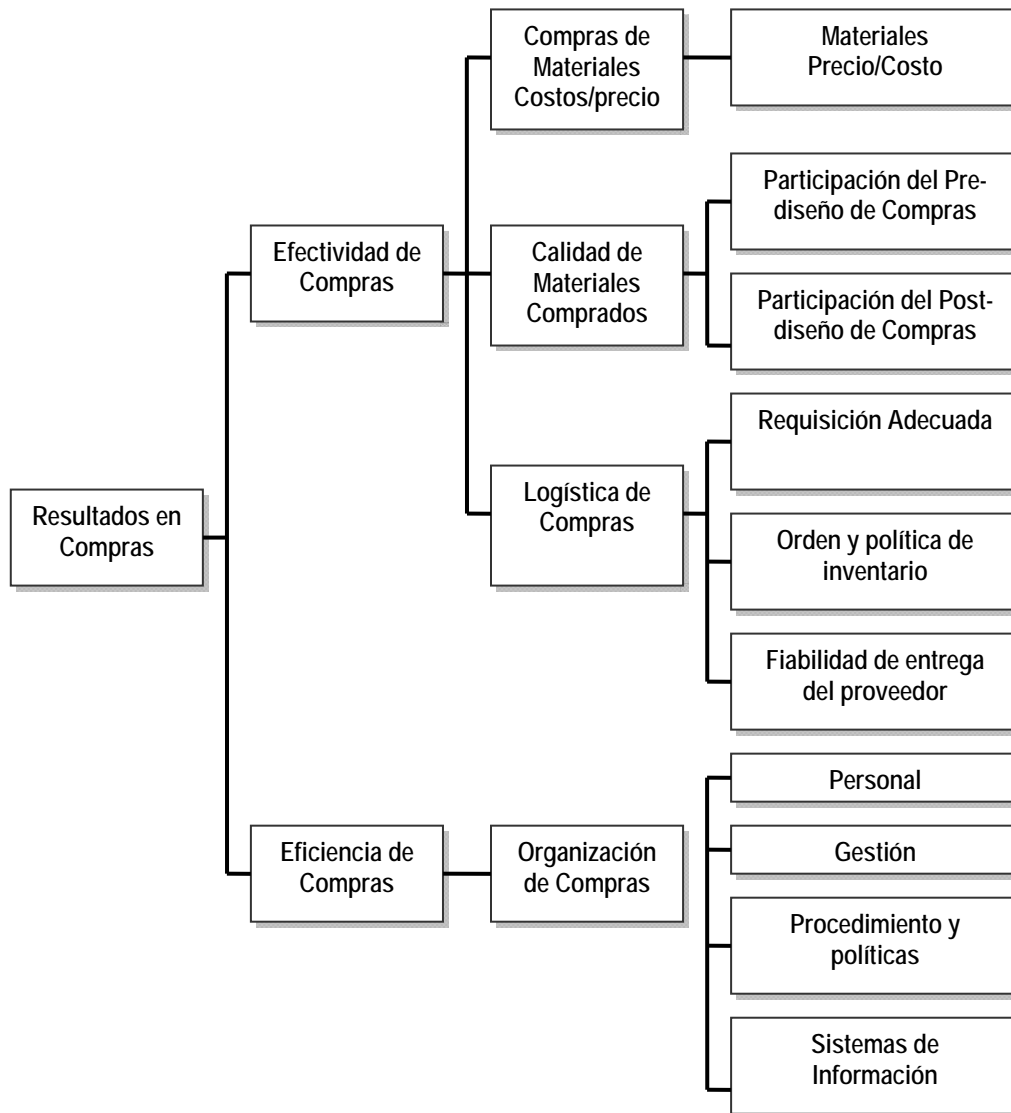 Compras de
Materiales
Costos/precio
Materiales
Precio/Costo
Participación del Pre-
diseño de Compras
Efectividad de
Compras
Calidad de
Materiales
Comprados
Participación del Post-
diseño de Compras
Requisición Adecuada
Resultados en
Compras
Logística de
Compras
Orden y política de
inventario
Fiabilidad de entrega
del proveedor
Personal
Eficiencia de
Compras
Organización
de Compras
Gestión
Procedimiento y
políticas
Sistemas de
Información